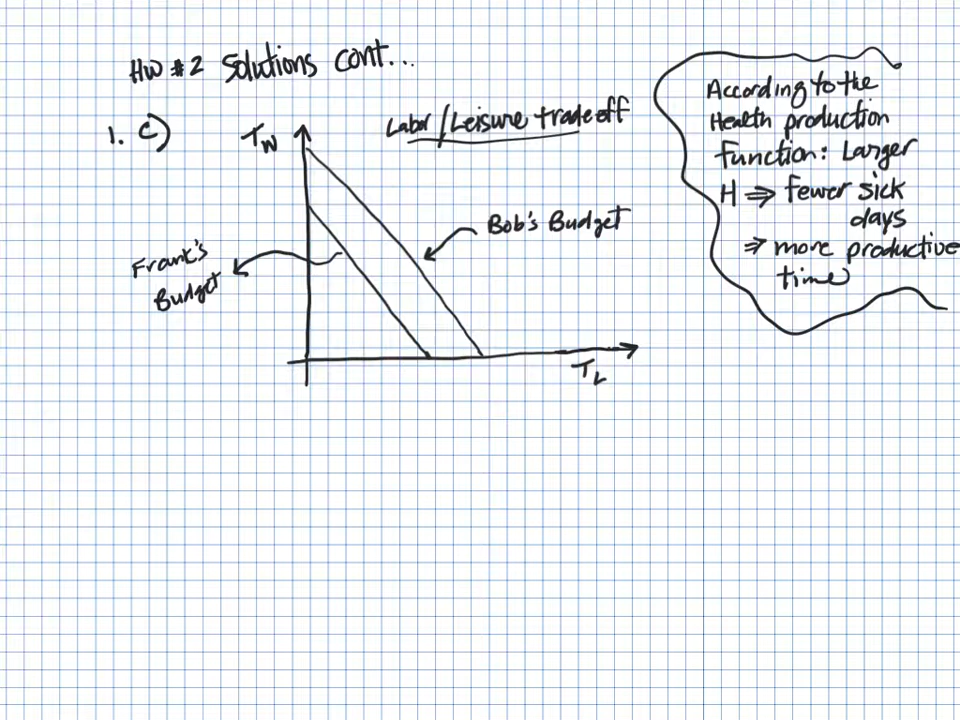 HW #2 Solutions cont...
1. c)
Labor/Leisure tradeoff
T_W
Bob's Budget
Frank's
Budget
T_L
According to the
Health production
function: Larger
H ⇒ fewer sick
days
⇒ more productive
time